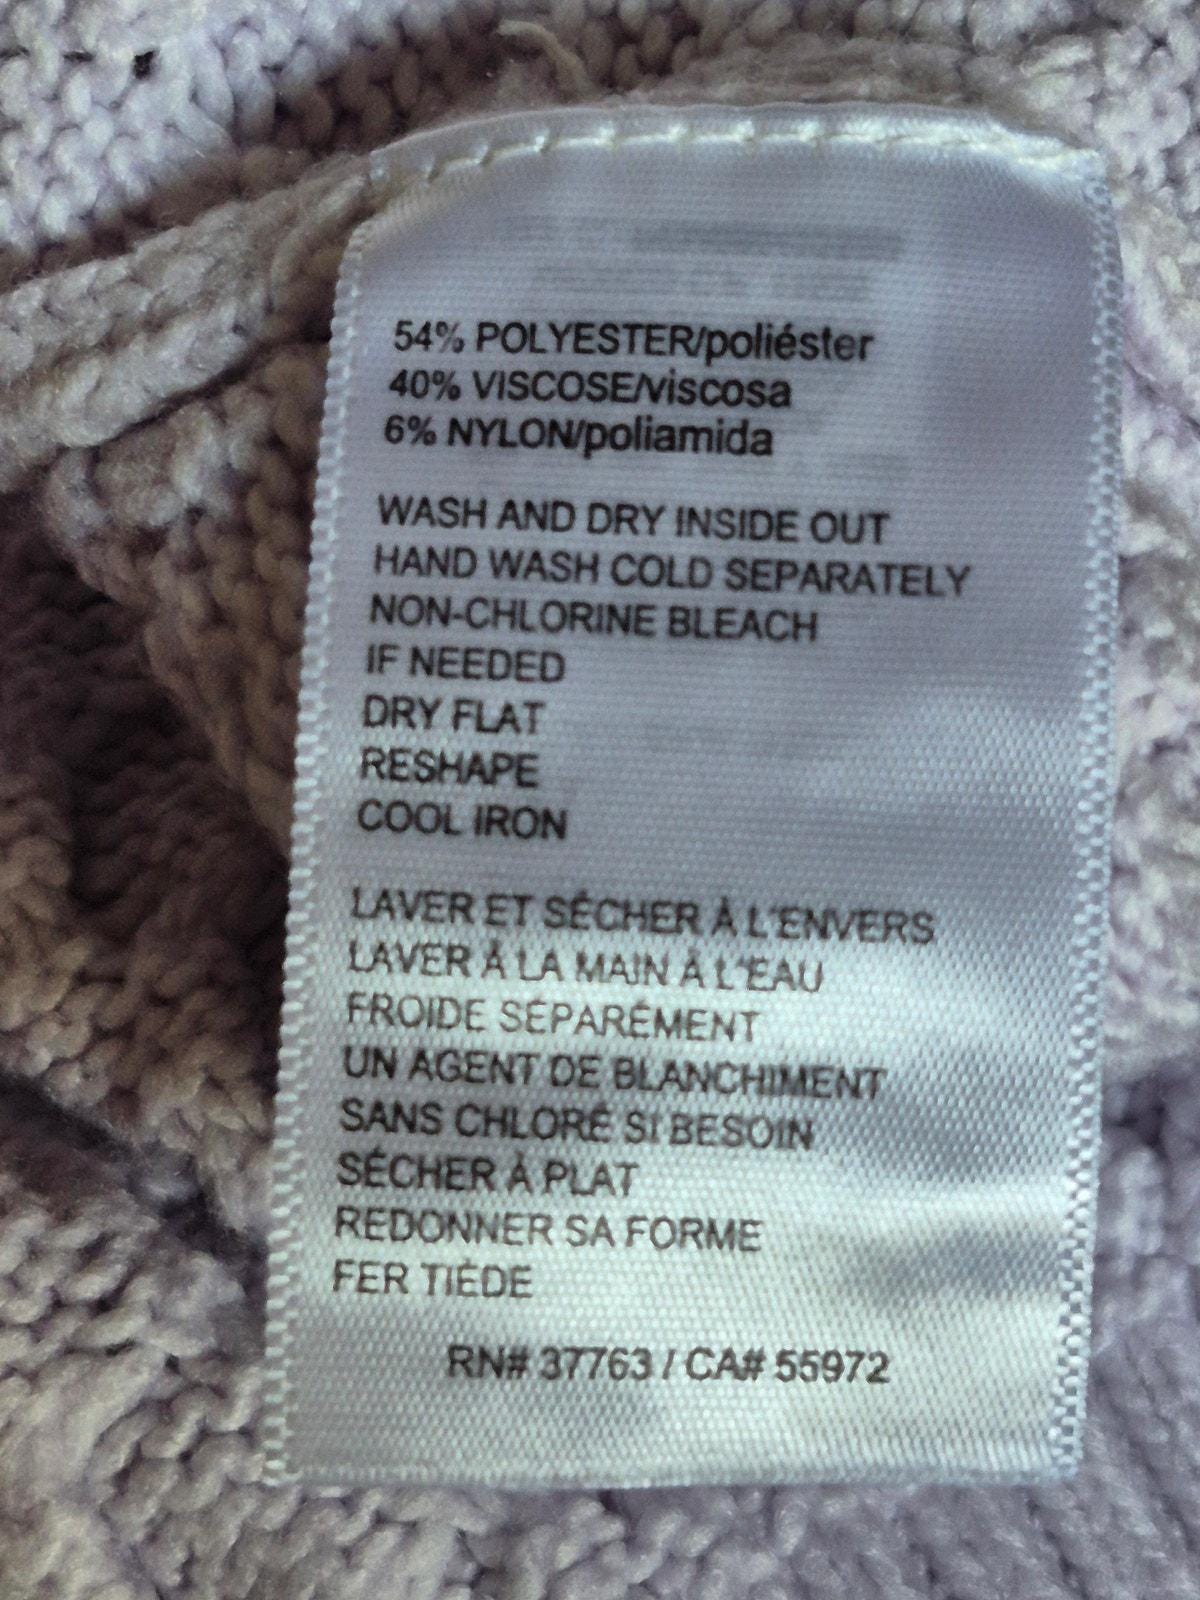 54% POLYESTER/poliéster
40% VISCOSE/viscosa
6% NYLON/poliamida
WASH AND DRY INSIDE OUT
HAND WASH COLD SEPARATELY
NON-CHLORINE BLEACH
IF NEEDED
DRY FLAT
RESHAPE
COOL IRON
LAVER ET SÉCHER À L'ENVERS
LAVER À LA MAIN À L'EAU
FROIDE SÉPARÉMENT
UN AGENT DE BLANCHIMENT
SANS CHLORÉ SI BESOIN
SÉCHER À PLAT
REDONNER SA FORME
FER TIÉDE
RN# 37763 / CA# 55972